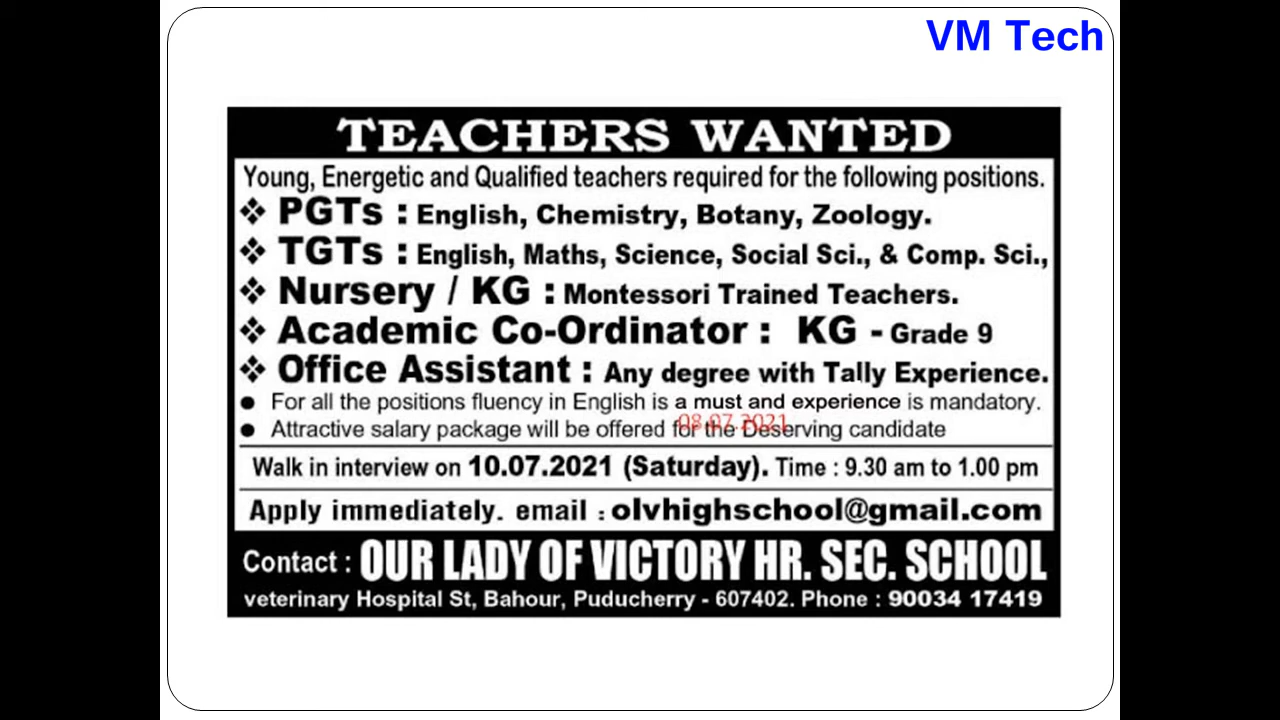 VM Tech
TEACHERS WANTED
Young, Energetic and Qualified teachers required for the following positions.
❖ PGTs : English, Chemistry, Botany, Zoology.
❖ TGTs : English, Maths, Science, Social Sci., & Comp. Sci.,
❖ Nursery / KG : Montessori Trained Teachers.
❖ Academic Co-Ordinator : KG - Grade 9
❖ Office Assistant : Any degree with Tally Experience.
● For all the positions fluency in English is a must and experience is mandatory.
08.07.2021
● Attractive salary package will be offered for the Deserving candidate
Walk in interview on 10.07.2021 (Saturday). Time : 9.30 am to 1.00 pm
Apply immediately. email : olvhighschool@gmail.com
Contact : OUR LADY OF VICTORY HR. SEC. SCHOOL
veterinary Hospital St, Bahour, Puducherry - 607402. Phone : 90034 17419